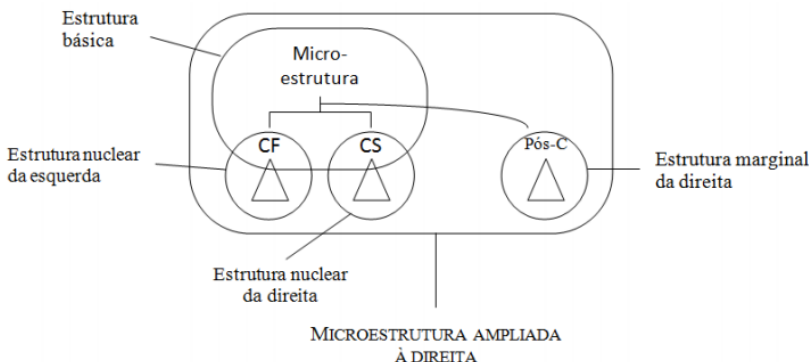 Estrutura
básica
Micro-
estrutura
CF
CS
Pós-C
Estrutura nuclear
da esquerda
Estrutura marginal
da direita
Estrutura nuclear
da direita
MICROESTRUTURA AMPLIADA
À DIREITA